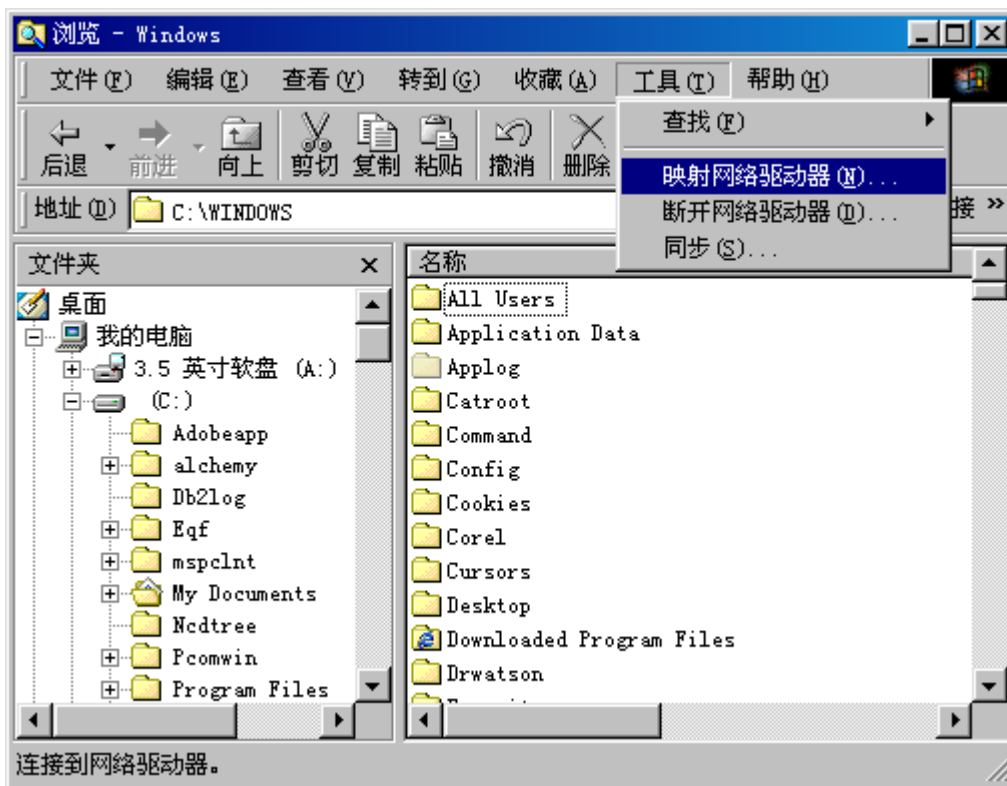 浏览 - Windows
文件(F) 编辑(E) 查看(V) 转到(G) 收藏(A) 工具(T) 帮助(H)
后退 前进 向上 剪切 复制 粘贴 撤消 删除
查找(F)
映射网络驱动器(N)...
断开网络驱动器(D)...
同步(S)...
地址(D) C:\WINDOWS 接 »
文件夹
桌面
我的电脑
3.5 英寸软盘 (A:)
(C:)
Adobeapp
alchemy
Db2log
Eqf
mspclnt
My Documents
Ncdtree
Pcomwin
Program Files
名称
All Users
Application Data
Applog
Catroot
Command
Config
Cookies
Corel
Cursors
Desktop
Downloaded Program Files
Drwatson
连接到网络驱动器。